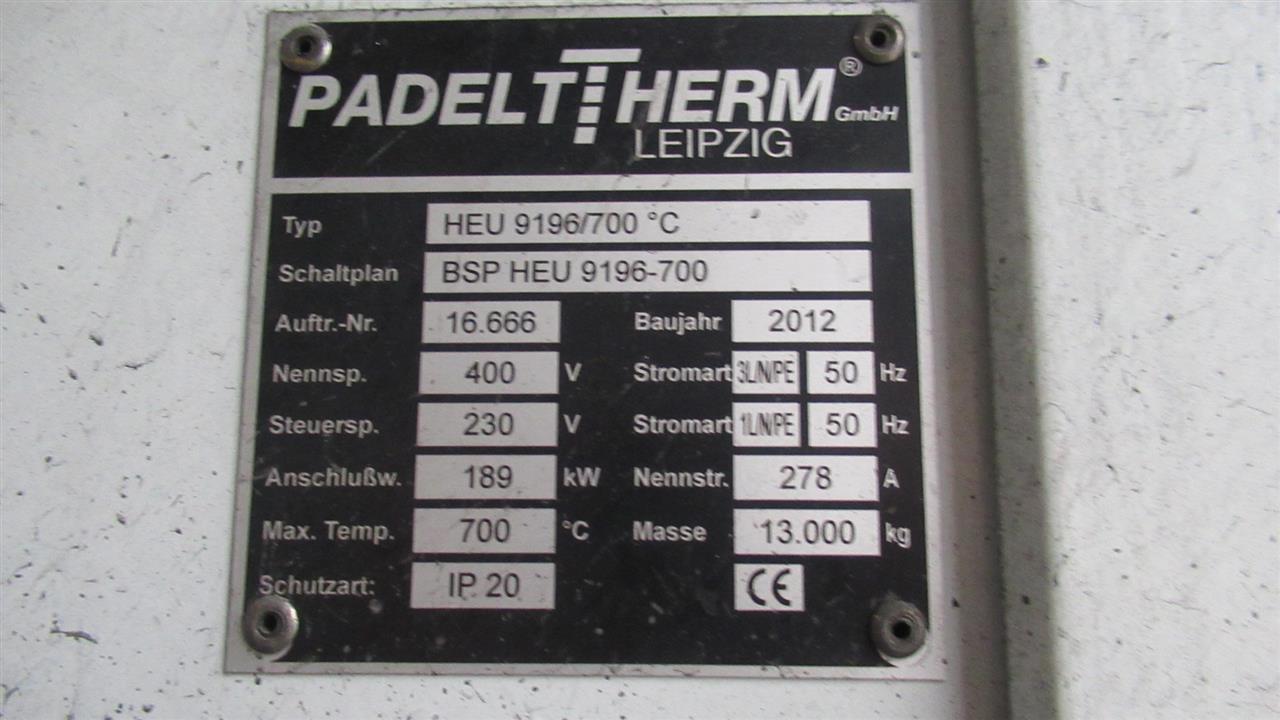 PADELTTHERM® GmbH
LEIPZIG
Typ HEU 9196/700 °C
Schaltplan BSP HEU 9196-700
Auftr.-Nr. 16.666 Baujahr 2012
Nennsp. 400 V Stromart 3L/N/PE 50 Hz
Steuersp. 230 V Stromart 1LN/PE 50 Hz
Anschlußw. 189 kW Nennstr. 278 A
Max. Temp. 700 °C Masse 13.000 kg
Schutzart: IP 20 CE